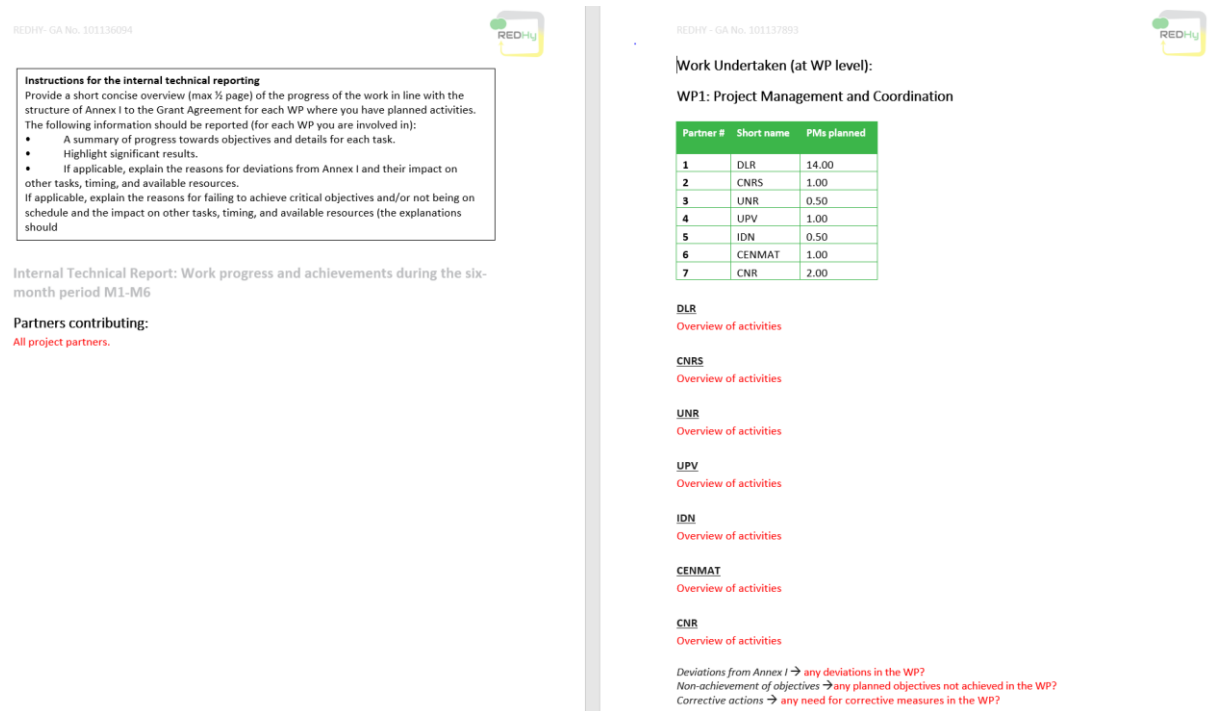 REDHY- GA No. 101136094
REDHy
Instructions for the internal technical reporting
Provide a short concise overview (max ½ page) of the progress of the work in line with the
structure of Annex I to the Grant Agreement for each WP where you have planned activities.
The following information should be reported (for each WP you are involved in):
• A summary of progress towards objectives and details for each task.
• Highlight significant results.
• If applicable, explain the reasons for deviations from Annex I and their impact on
other tasks, timing, and available resources.
If applicable, explain the reasons for failing to achieve critical objectives and/or not being on
schedule and the impact on other tasks, timing, and available resources (the explanations
should
Internal Technical Report: Work progress and achievements during the six-
month period M1-M6
Partners contributing:
All project partners.
REDHY - GA No. 101137893
REDHy
Work Undertaken (at WP level):
WP1: Project Management and Coordination
Partner # Short name PMs planned
1 DLR 14.00
2 CNRS 1.00
3 UNR 0.50
4 UPV 1.00
5 IDN 0.50
6 CENMAT 1.00
7 CNR 2.00
DLR
Overview of activities
CNRS
Overview of activities
UNR
Overview of activities
UPV
Overview of activities
IDN
Overview of activities
CENMAT
Overview of activities
CNR
Overview of activities
Deviations from Annex I → any deviations in the WP?
Non-achievement of objectives →any planned objectives not achieved in the WP?
Corrective actions → any need for corrective measures in the WP?